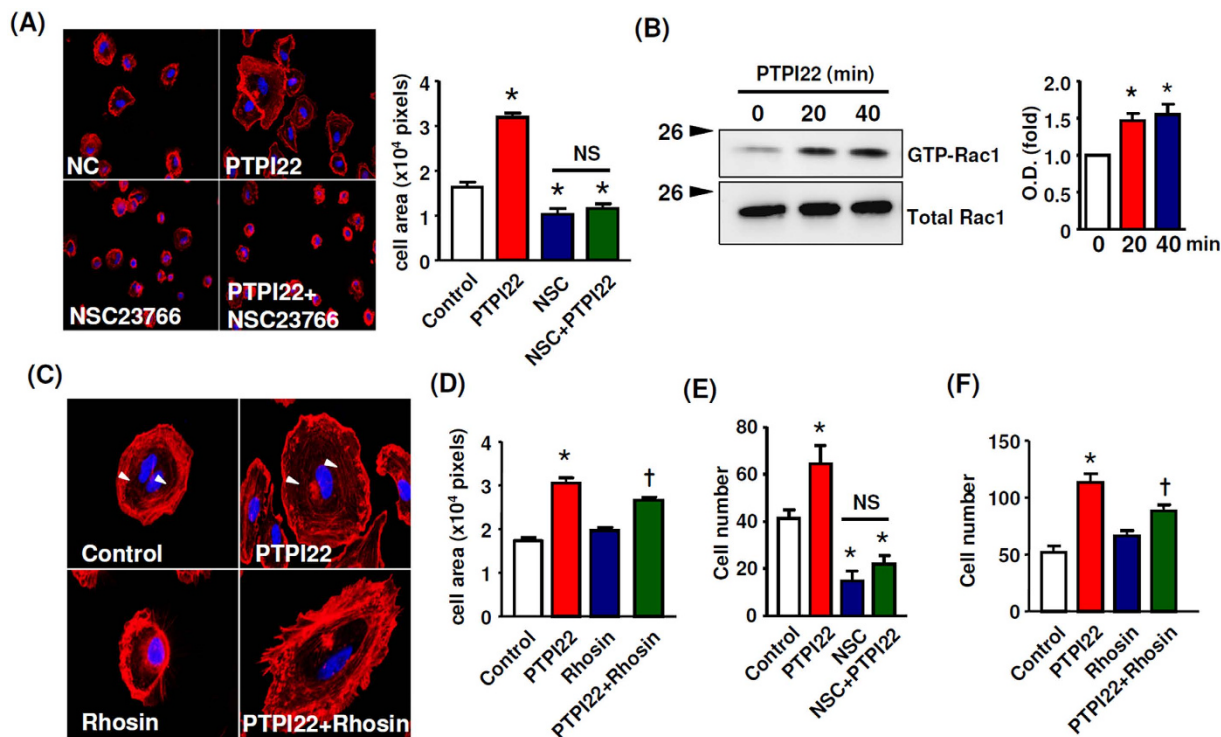 (A)
NC
PTPI22
NSC23766
PTPI22+
NSC23766
cell area (x10⁴ pixels)
4
3
2
1
0
*
NS
*
*
Control
PTPI22
NSC
NSC+PTPI22
(B)
PTPI22 (min)
0 20 40
26
GTP-Rac1
26
Total Rac1
O.D. (fold)
2.0
1.5
1.0
0.5
0
*
*
0 20 40 min
(C)
Control
PTPI22
Rhosin
PTPI22+Rhosin
(D)
cell area (x10⁴ pixels)
4
3
2
1
0
*
†
Control
PTPI22
Rhosin
PTPI22+Rhosin
(E)
Cell number
80
60
40
20
0
*
NS
*
*
Control
PTPI22
NSC
NSC+PTPI22
(F)
Cell number
150
100
50
0
*
†
Control
PTPI22
Rhosin
PTPI22+Rhosin